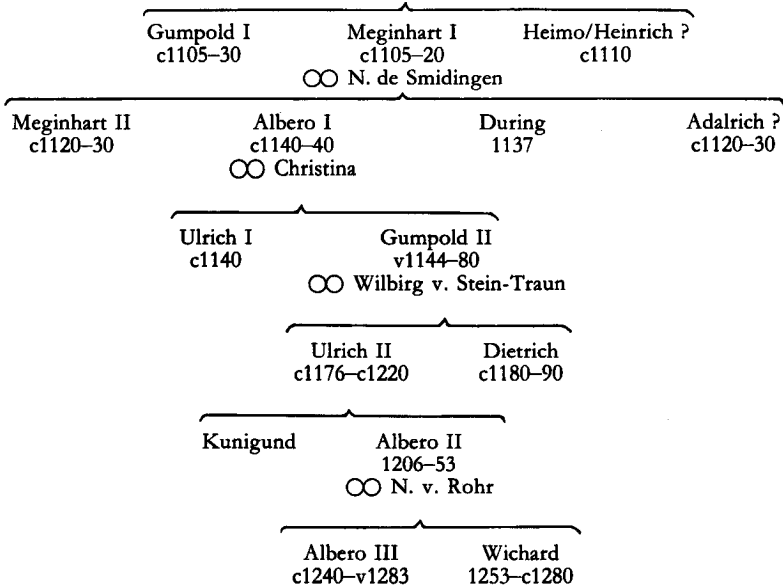 Gumpold I Meginhart I Heimo/Heinrich ?
c1105–30 c1105–20 c1110
⚭ N. de Smidingen
Meginhart II Albero I During Adalrich ?
c1120–30 c1140–40 1137 c1120–30
⚭ Christina
Ulrich I Gumpold II
c1140 v1144–80
⚭ Wilbirg v. Stein-Traun
Ulrich II Dietrich
c1176–c1220 c1180–90
Kunigund Albero II
1206–53
⚭ N. v. Rohr
Albero III Wichard
c1240–v1283 1253–c1280